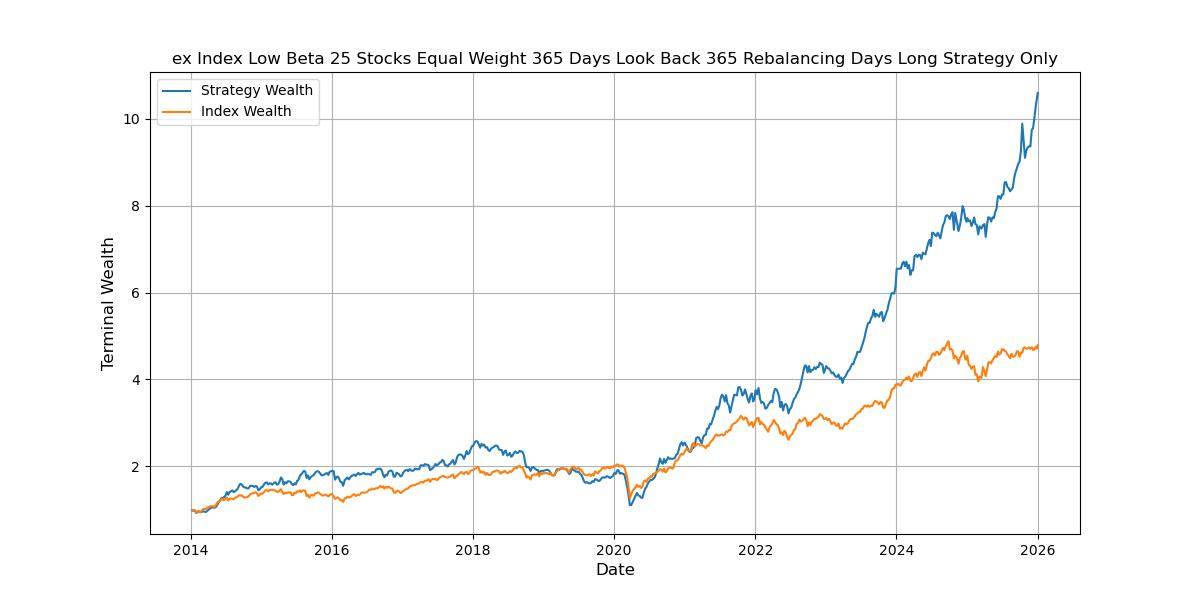 ex Index Low Beta 25 Stocks Equal Weight 365 Days Look Back 365 Rebalancing Days Long Strategy Only
Strategy Wealth
Index Wealth
Terminal Wealth
10
8
6
4
2
2014 2016 2018 2020 2022 2024 2026
Date